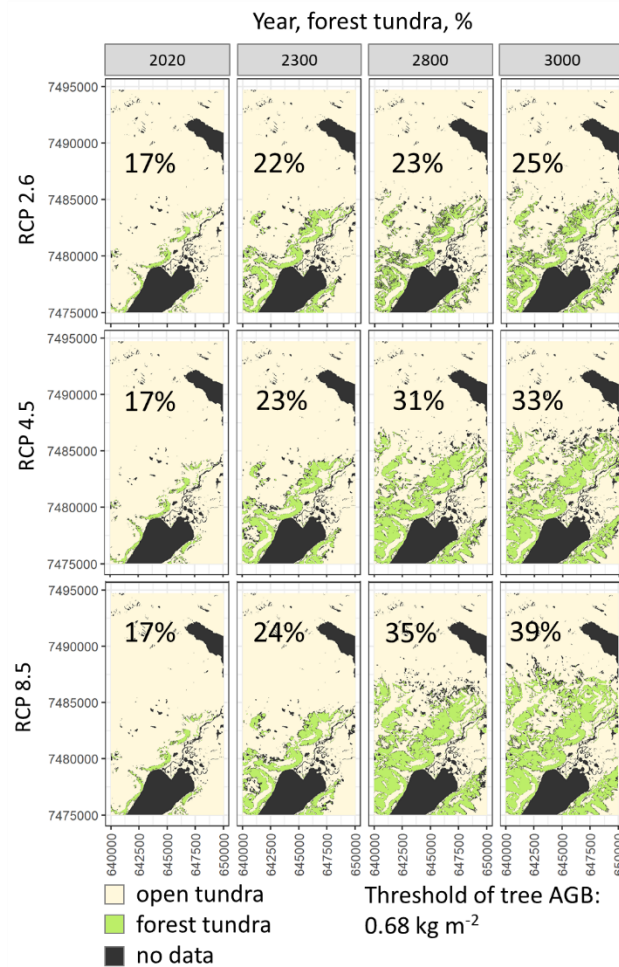 Year, forest tundra, %
2020 2300 2800 3000
RCP 2.6
7495000
7490000
7485000
7480000
7475000
17% 22% 23% 25%
RCP 4.5
7495000
7490000
7485000
7480000
7475000
17% 23% 31% 33%
RCP 8.5
7495000
7490000
7485000
7480000
7475000
17% 24% 35% 39%
640000 642500 645000 647500 650000 640000 642500 645000 647500 650000 640000 642500 645000 647500 650000 640000 642500 645000 647500 650000
open tundra
forest tundra
no data
Threshold of tree AGB:
0.68 kg m⁻²